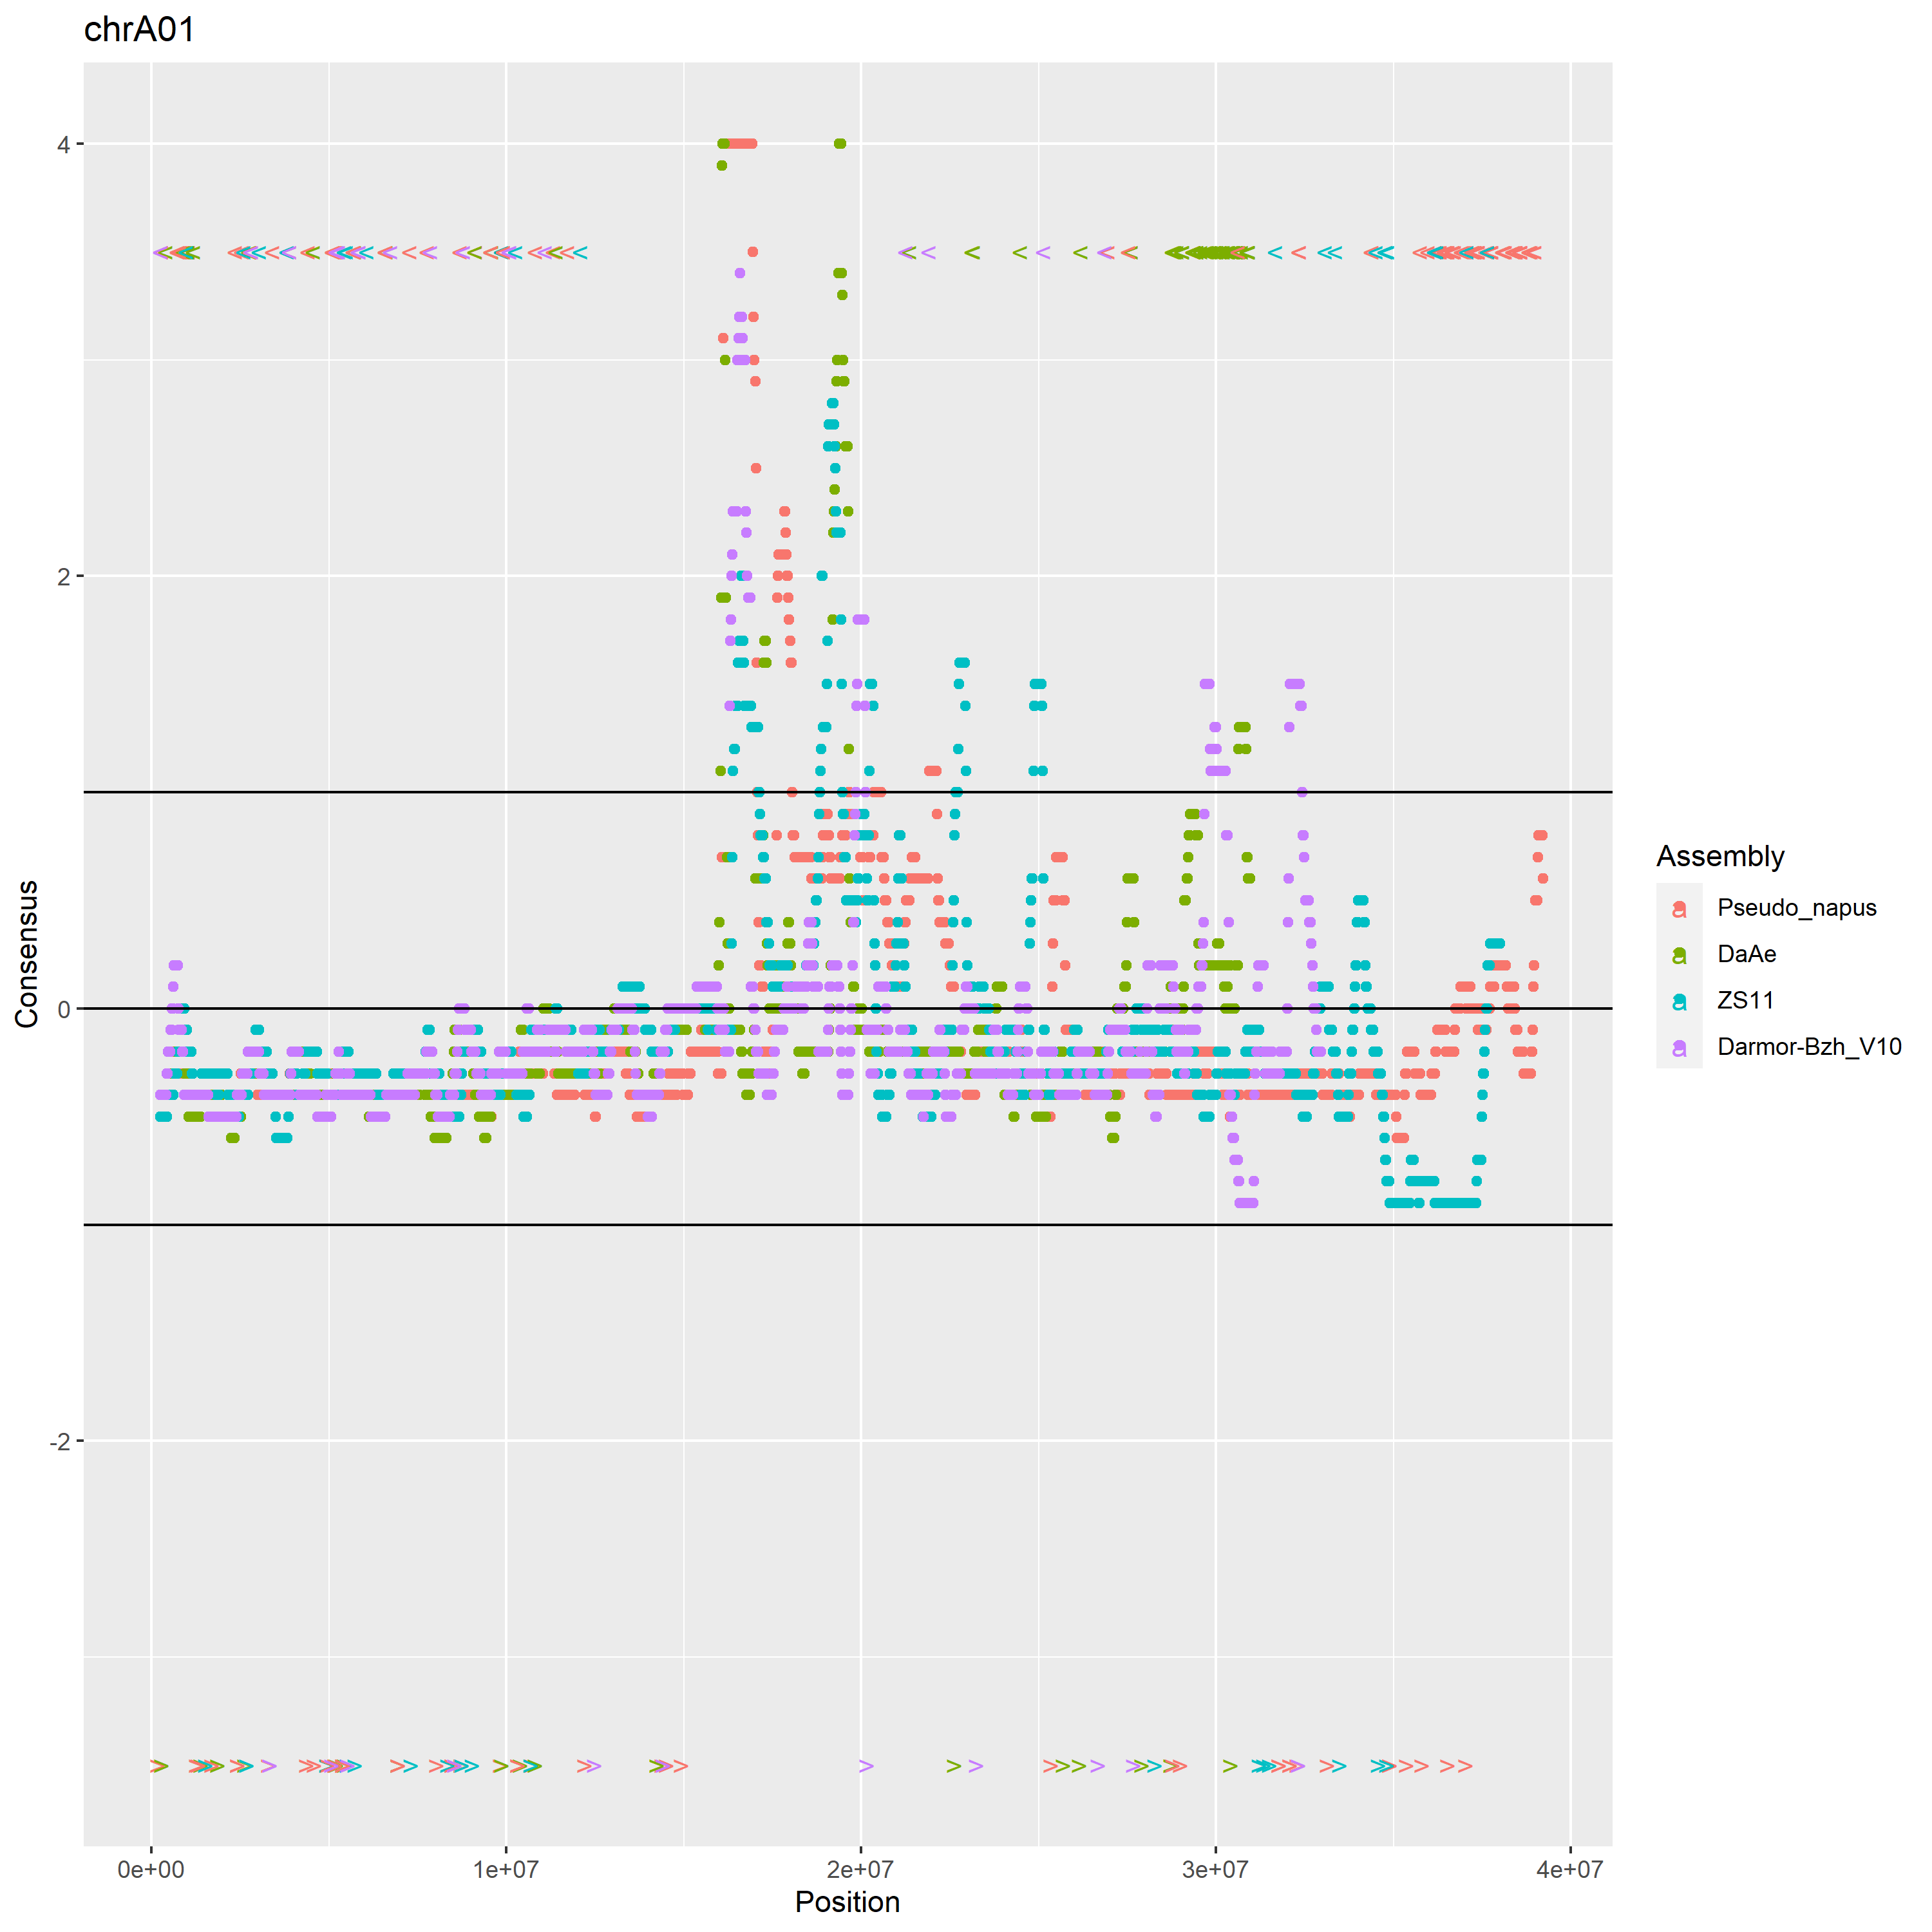 chrA01
4
2
0
-2
Consensus
0e+00 1e+07 2e+07 3e+07 4e+07
Position
Assembly
a Pseudo_napus
a DaAe
a ZS11
a Darmor-Bzh_V10